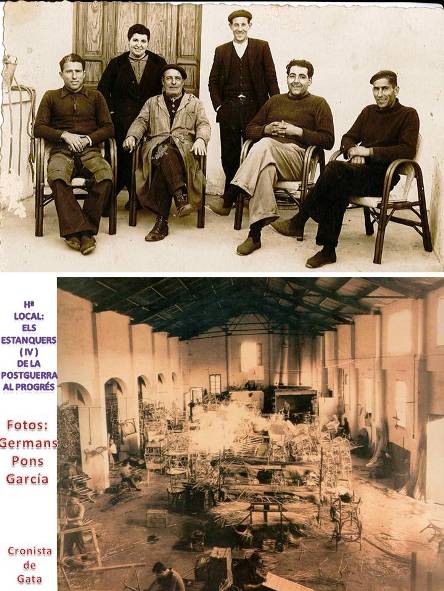 Hª
LOCAL:
ELS
ESTANQUERS
( IV )
DE LA
POSTGUERRA
AL PROGRÉS
Fotos:
Germans
Pons
García
Cronista
de
Gata